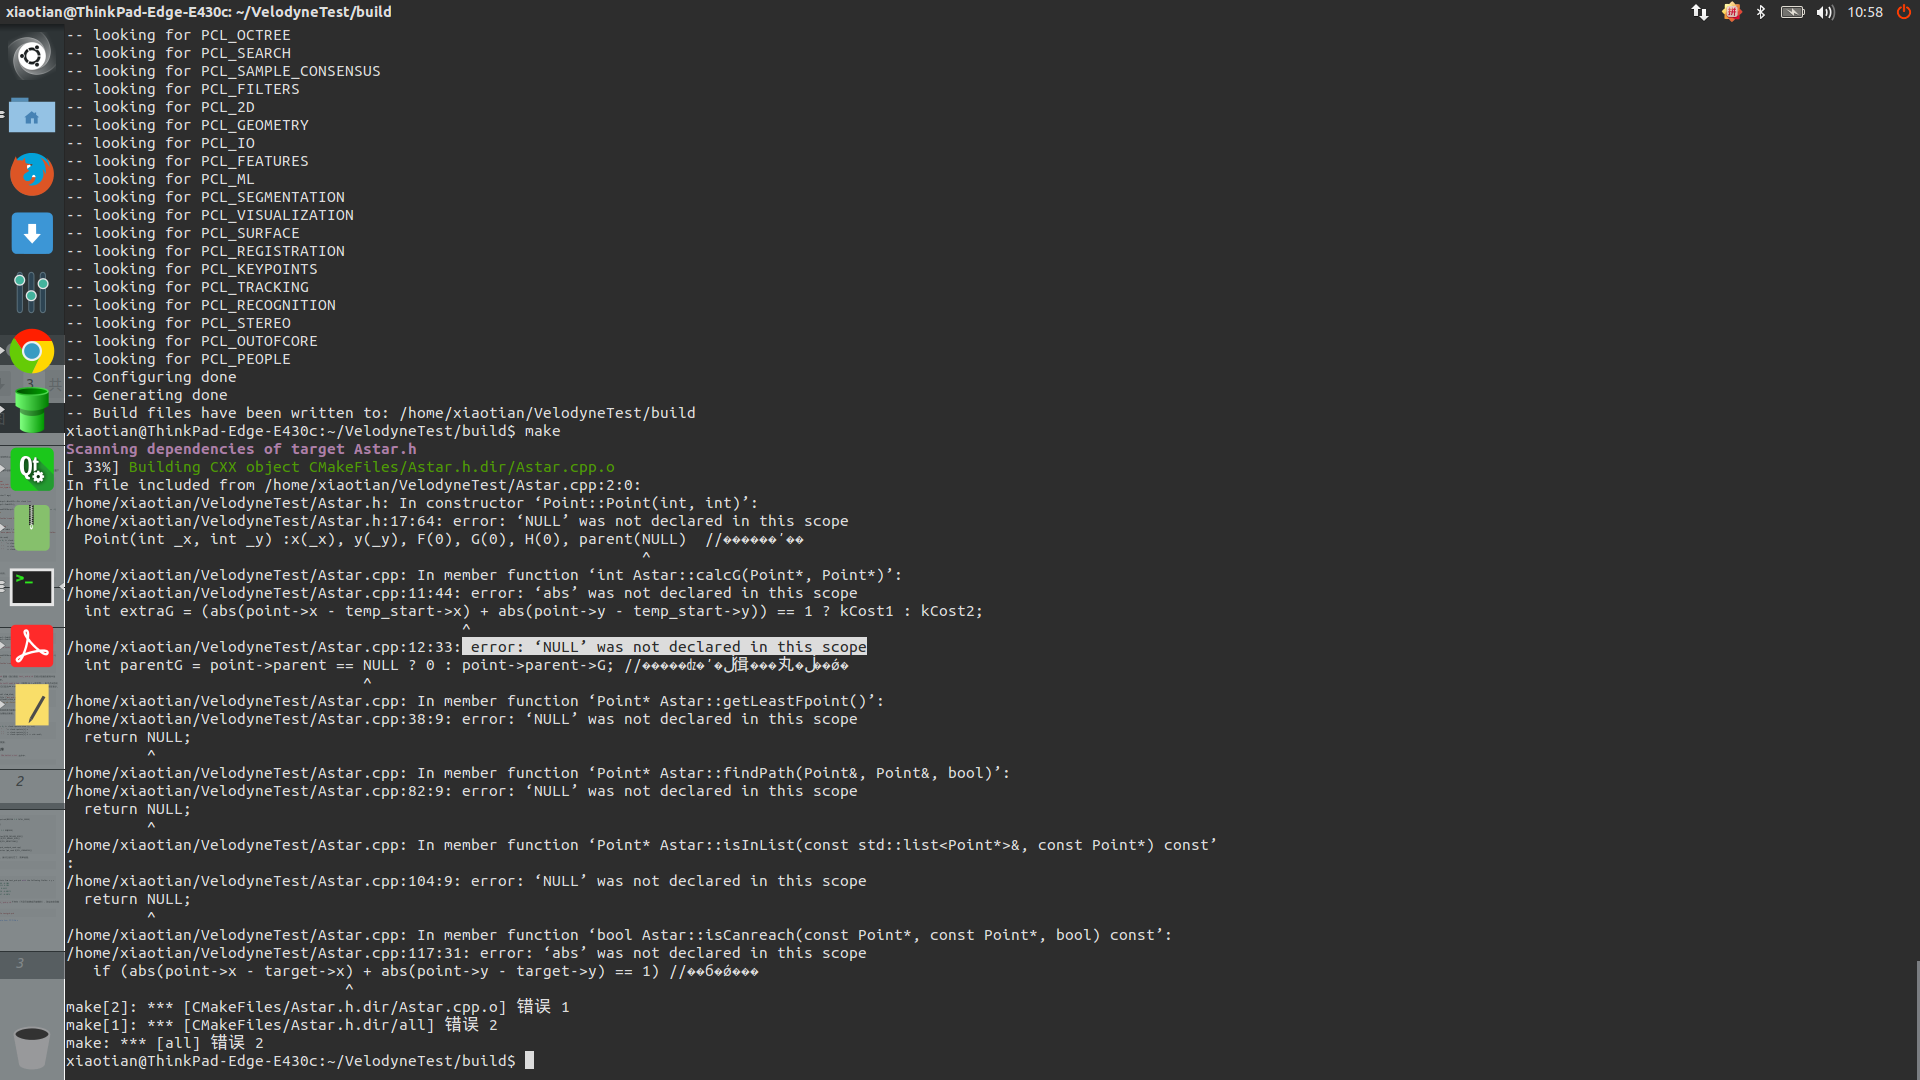 xiaotian@ThinkPad-Edge-E430c: ~/VelodyneTest/build
10:58
-- looking for PCL_OCTREE
-- looking for PCL_SEARCH
-- looking for PCL_SAMPLE_CONSENSUS
-- looking for PCL_FILTERS
-- looking for PCL_2D
-- looking for PCL_GEOMETRY
-- looking for PCL_IO
-- looking for PCL_FEATURES
-- looking for PCL_ML
-- looking for PCL_SEGMENTATION
-- looking for PCL_VISUALIZATION
-- looking for PCL_SURFACE
-- looking for PCL_REGISTRATION
-- looking for PCL_KEYPOINTS
-- looking for PCL_TRACKING
-- looking for PCL_RECOGNITION
-- looking for PCL_STEREO
-- looking for PCL_OUTOFCORE
-- looking for PCL_PEOPLE
-- Configuring done
-- Generating done
-- Build files have been written to: /home/xiaotian/VelodyneTest/build
xiaotian@ThinkPad-Edge-E430c:~/VelodyneTest/build$ make
Scanning dependencies of target Astar.h
[ 33%] Building CXX object CMakeFiles/Astar.h.dir/Astar.cpp.o
In file included from /home/xiaotian/VelodyneTest/Astar.cpp:2:0:
/home/xiaotian/VelodyneTest/Astar.h: In constructor ‘Point::Point(int, int)’:
/home/xiaotian/VelodyneTest/Astar.h:17:64: error: ‘NULL’ was not declared in this scope
Point(int _x, int _y) :x(_x), y(_y), F(0), G(0), H(0), parent(NULL)  //������ʼ��
^
/home/xiaotian/VelodyneTest/Astar.cpp: In member function ‘int Astar::calcG(Point*, Point*)’:
/home/xiaotian/VelodyneTest/Astar.cpp:11:44: error: ‘abs’ was not declared in this scope
int extraG = (abs(point->x - temp_start->x) + abs(point->y - temp_start->y)) == 1 ? kCost1 : kCost2;
^
/home/xiaotian/VelodyneTest/Astar.cpp:12:33: error: ‘NULL’ was not declared in this scope
int parentG = point->parent == NULL ? 0 : point->parent->G; //
^
/home/xiaotian/VelodyneTest/Astar.cpp: In member function ‘Point* Astar::getLeastFpoint()’:
/home/xiaotian/VelodyneTest/Astar.cpp:38:9: error: ‘NULL’ was not declared in this scope
return NULL;
^
/home/xiaotian/VelodyneTest/Astar.cpp: In member function ‘Point* Astar::findPath(Point&, Point&, bool)’:
/home/xiaotian/VelodyneTest/Astar.cpp:82:9: error: ‘NULL’ was not declared in this scope
return NULL;
^
/home/xiaotian/VelodyneTest/Astar.cpp: In member function ‘Point* Astar::isInList(const std::list<Point*>&, const Point*) const’
:
/home/xiaotian/VelodyneTest/Astar.cpp:104:9: error: ‘NULL’ was not declared in this scope
return NULL;
^
/home/xiaotian/VelodyneTest/Astar.cpp: In member function ‘bool Astar::isCanreach(const Point*, const Point*, bool) const’:
/home/xiaotian/VelodyneTest/Astar.cpp:117:31: error: ‘abs’ was not declared in this scope
if (abs(point->x - target->x) + abs(point->y - target->y) == 1) //
^
make[2]: *** [CMakeFiles/Astar.h.dir/Astar.cpp.o] 错误 1
make[1]: *** [CMakeFiles/Astar.h.dir/all] 错误 2
make: *** [all] 错误 2
xiaotian@ThinkPad-Edge-E430c:~/VelodyneTest/build$